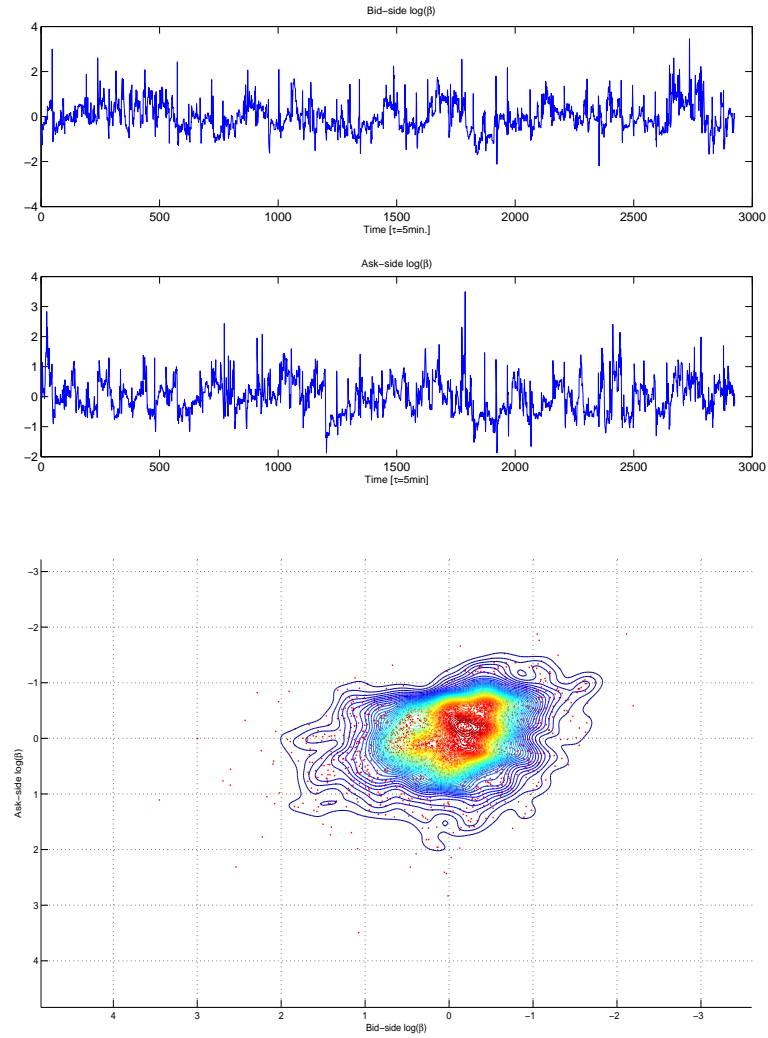 Bid−side log(β)
4
2
0
−2
−4
0 500 1000 1500 2000 2500 3000
Time [τ=5min.]
Ask−side log(β)
4
3
2
1
0
−1
−2
0 500 1000 1500 2000 2500 3000
Time [τ=5min]
−3
−2
−1
0
1
2
3
4
Ask−side log(β)
4 3 2 1 0 −1 −2 −3
Bid−side log(β)